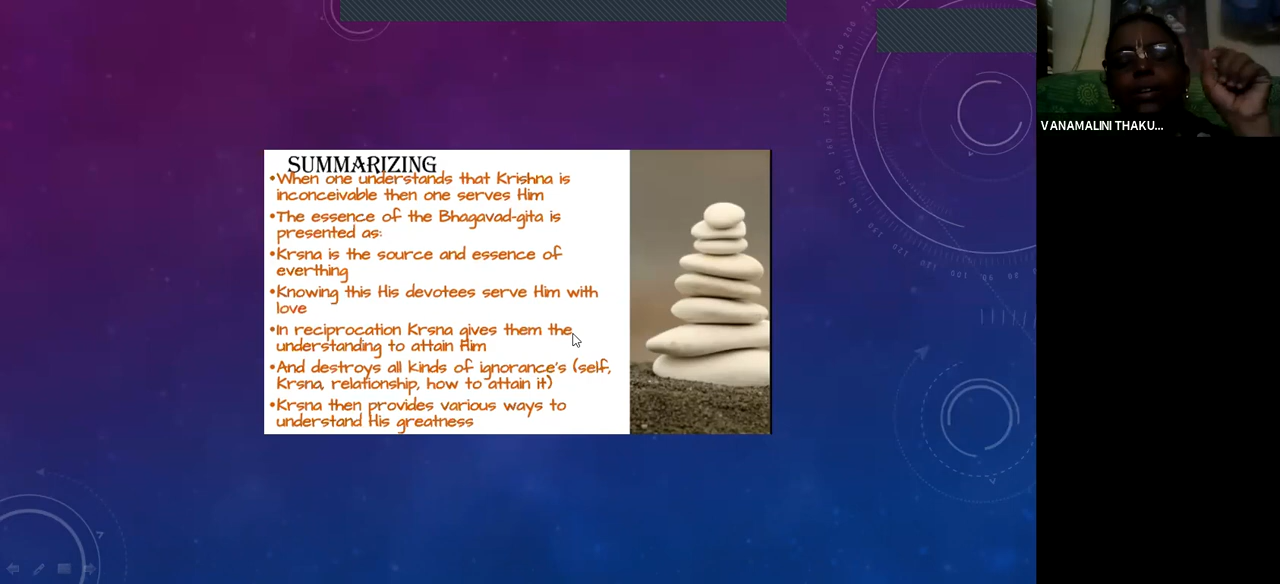 SUMMARIZING
•When one understands that Krishna is
inconceivable then one serves Him
•The essence of the Bhagavad-gita is
presented as:
•Krsna is the source and essence of
everthing
•Knowing this His devotees serve Him with
love
•In reciprocation Krsna gives them the
understanding to attain Him
•And destroys all kinds of ignorance's (self,
Krsna, relationship, how to attain it)
•Krsna then provides various ways to
understand His greatness
VANAMALINI THAKU...